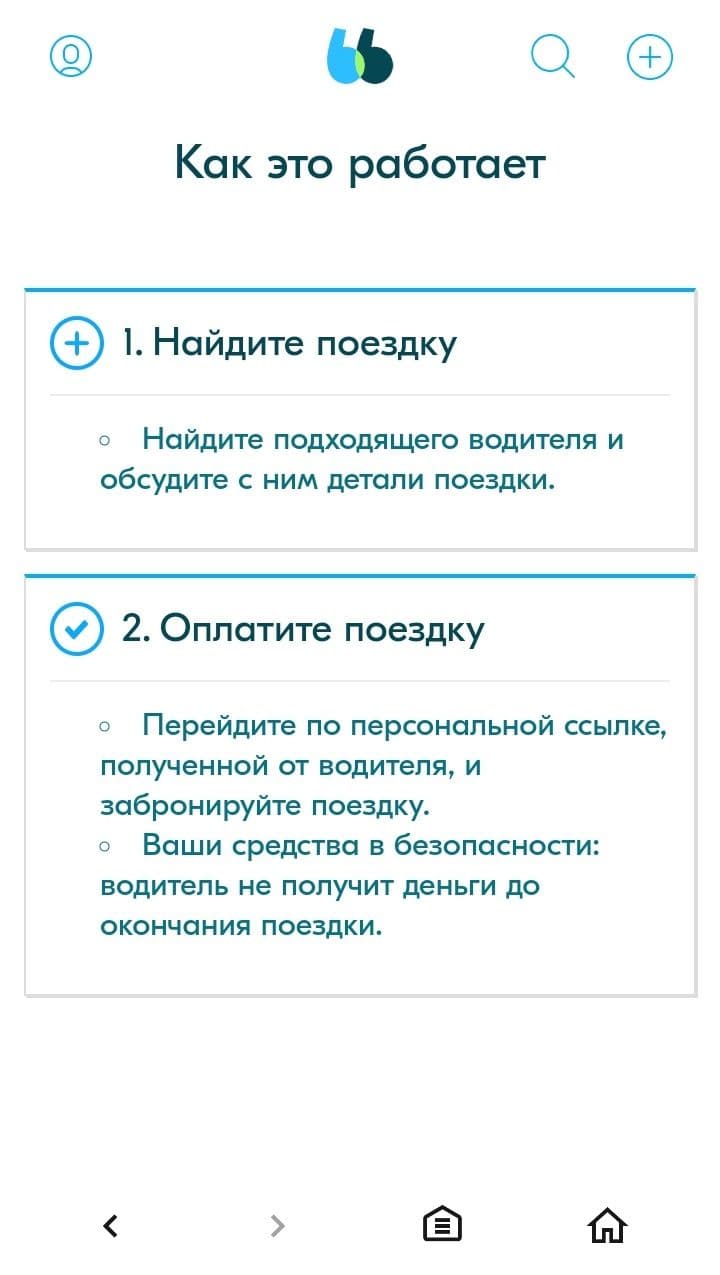 Как это работает
1. Найдите поездку
Найдите подходящего водителя и
обсудите с ним детали поездки.
2. Оплатите поездку
Перейдите по персональной ссылке,
полученной от водителя, и
забронируйте поездку.
Ваши средства в безопасности:
водитель не получит деньги до
окончания поездки.